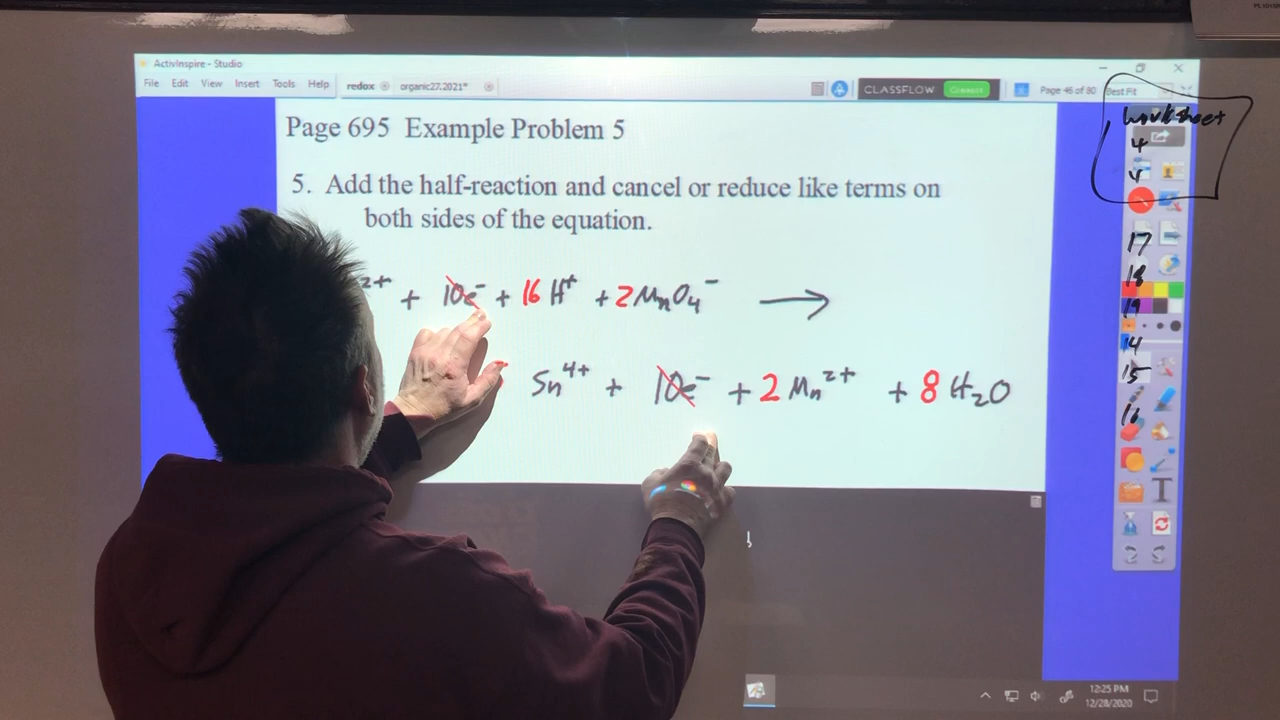 ActivInspire - Studio
File Edit View Insert Tools Help redox organic27.2021* CLASSFLOW Connect Page 46 of 80 Best Fit
worksheet
4
4
17
18
19
14
15
16
Page 695 Example Problem 5
5. Add the half-reaction and cancel or reduce like terms on
both sides of the equation.
2+ + 10e⁻ + 16 H⁺ + 2 MnO₄⁻ →
Sn⁴⁺ + 10e⁻ + 2 Mn²⁺ + 8 H₂O
T
12:25 PM
12/28/2020